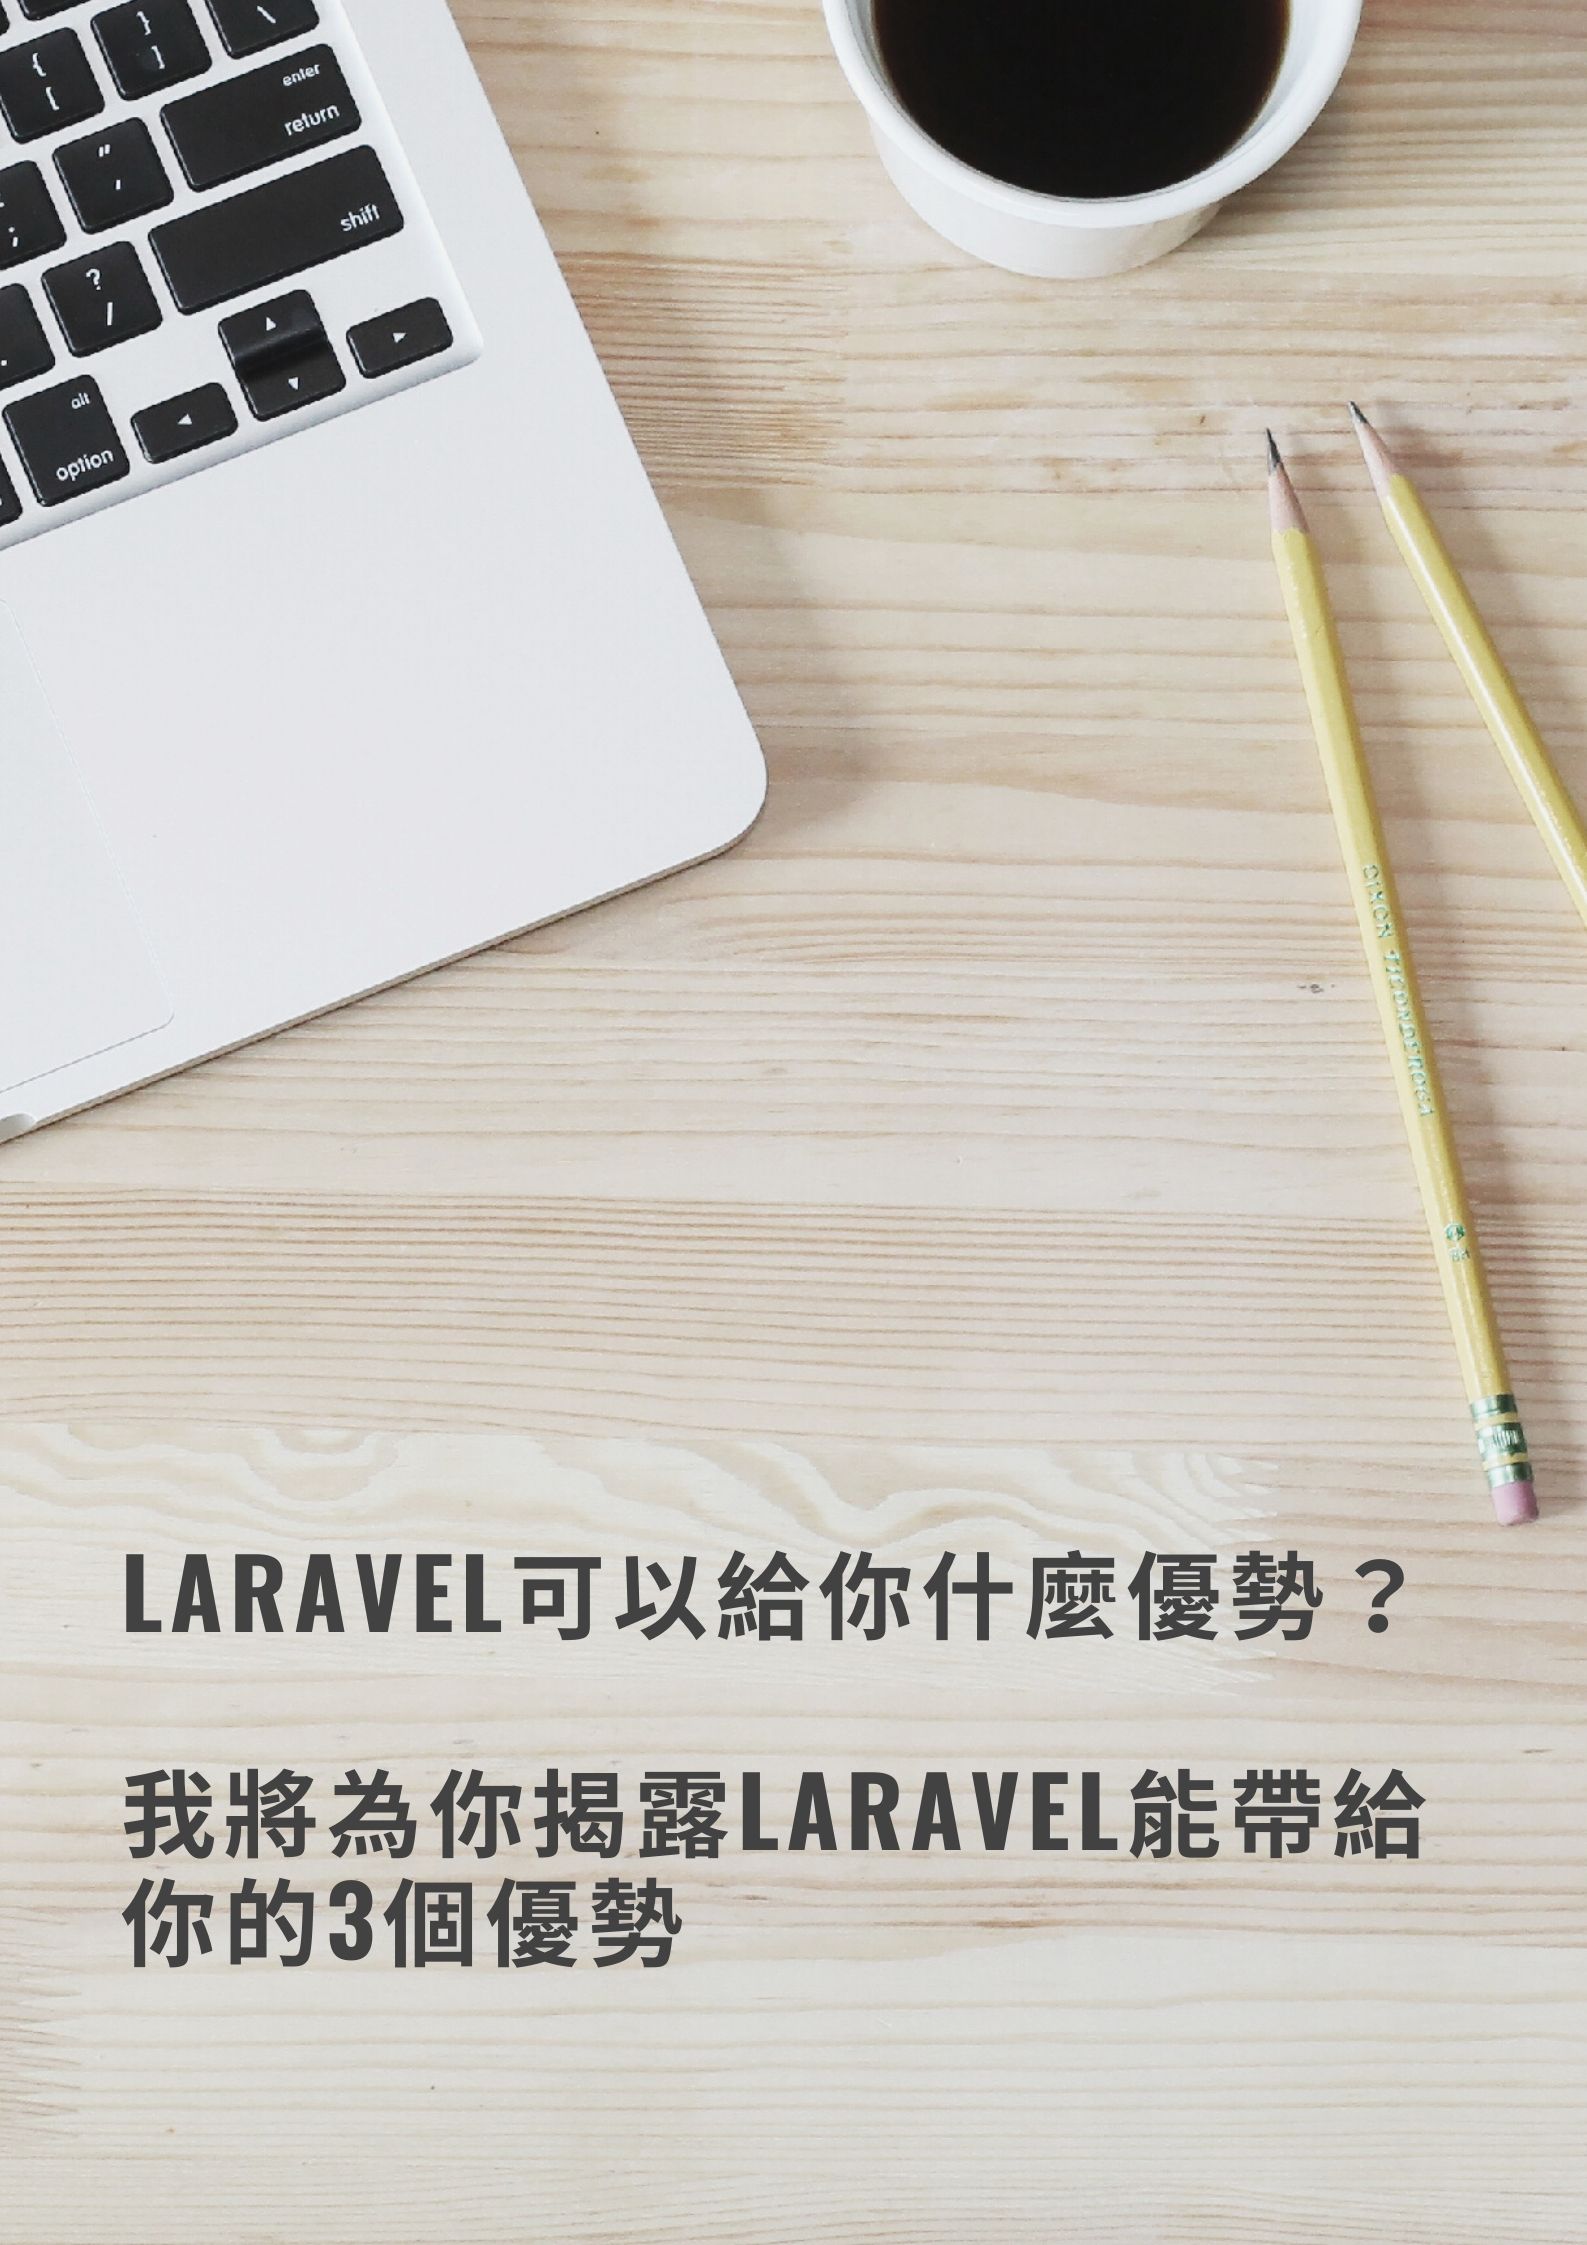 enter
return
shift
alt
option
DIXON TICONDEROGA
LARAVEL可以給你什麼優勢？
我將為你揭露LARAVEL能帶給
你的3個優勢